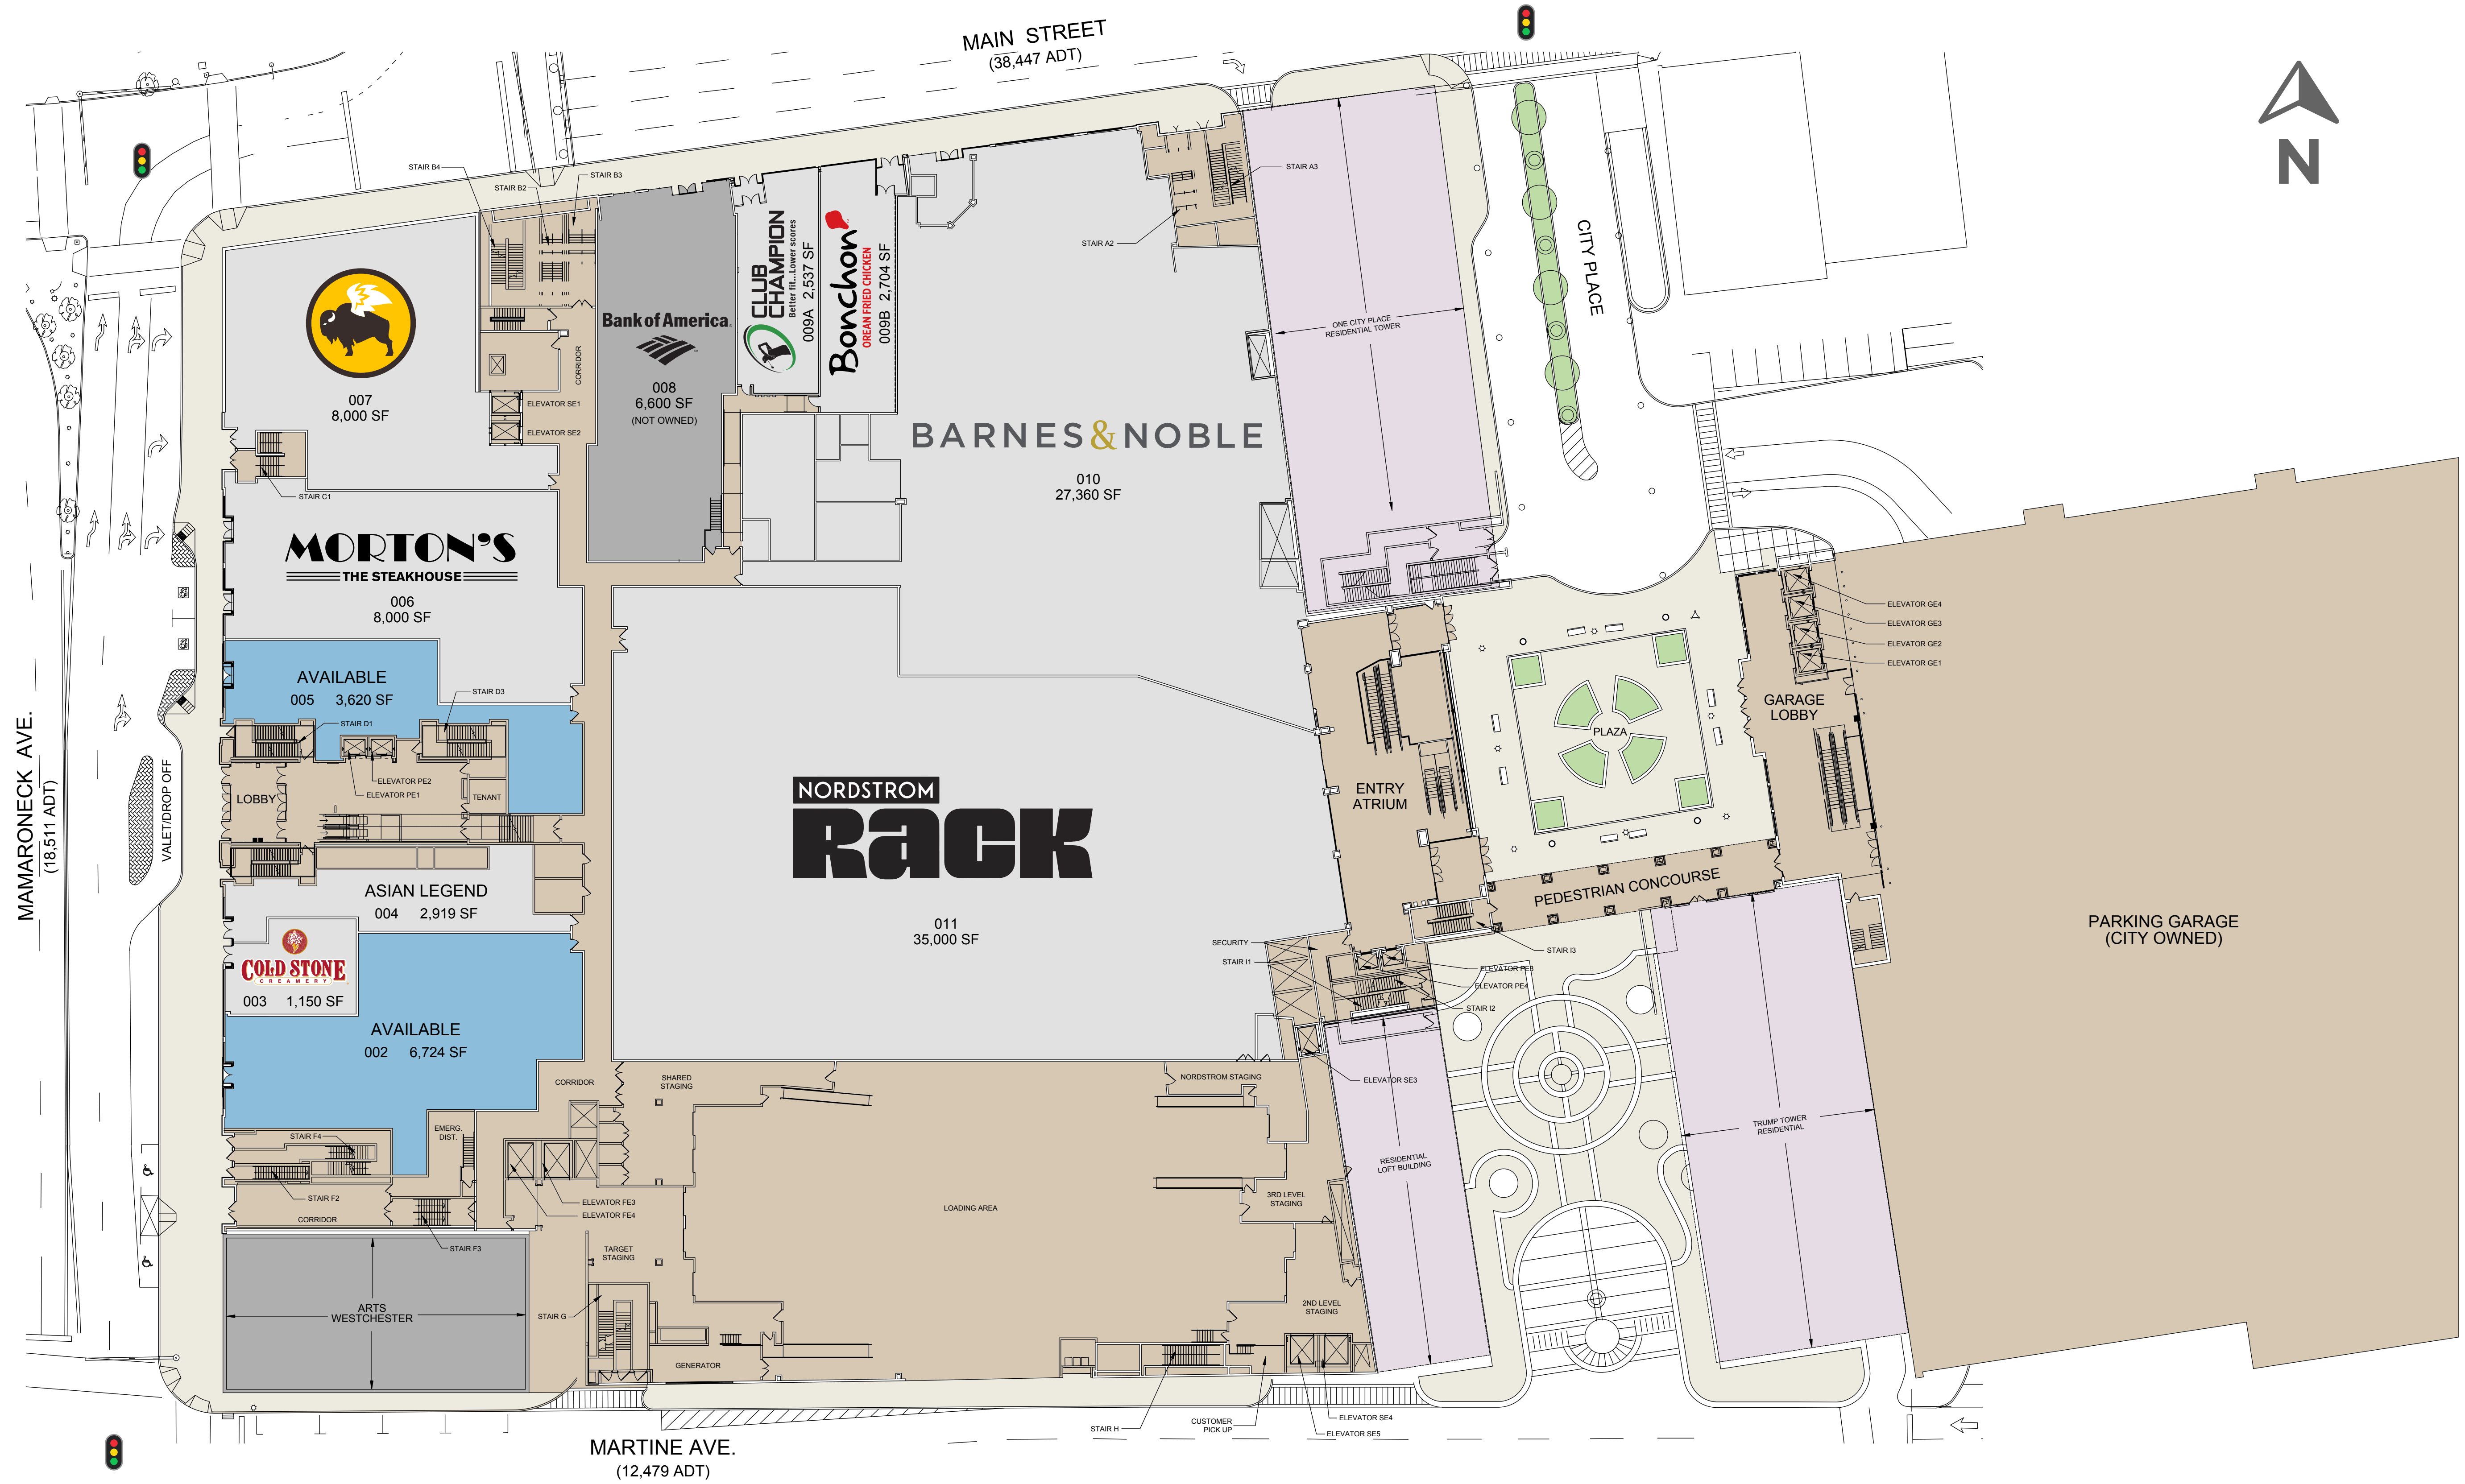 MAIN STREET
(38,447 ADT)
N
STAIR B4
STAIR B2
STAIR B3
STAIR A3
STAIR A2
CITY PLACE
ONE CITY PLACE
RESIDENTIAL TOWER
007
8,000 SF
CORRIDOR
ELEVATOR SE1
ELEVATOR SE2
STAIR C1
Bank of America
008
6,600 SF
(NOT OWNED)
CLUB
CHAMPION
Better fit...Lower scores
009A 2,537 SF
Bonchon
OREAN FRIED CHICKEN
009B 2,704 SF
BARNES&NOBLE
010
27,360 SF
MORTON'S
THE STEAKHOUSE
006
8,000 SF
AVAILABLE
005 3,620 SF
STAIR D3
STAIR D1
ELEVATOR PE2
ELEVATOR PE1
LOBBY
TENANT
MAMARONECK AVE.
(18,511 ADT)
VALET/DROP OFF
ASIAN LEGEND
004 2,919 SF
COLD STONE
CREAMERY
003 1,150 SF
AVAILABLE
002 6,724 SF
NORDSTROM
RACK
011
35,000 SF
ENTRY
ATRIUM
PLAZA
GARAGE
LOBBY
ELEVATOR GE4
ELEVATOR GE3
ELEVATOR GE2
ELEVATOR GE1
PEDESTRIAN CONCOURSE
PARKING GARAGE
(CITY OWNED)
SECURITY
STAIR I1
STAIR I3
ELEVATOR PE3
ELEVATOR PE4
STAIR I2
ELEVATOR SE3
CORRIDOR
SHARED
STAGING
NORDSTROM STAGING
EMERG.
DIST.
STAIR F4
STAIR F2
CORRIDOR
STAIR F3
ELEVATOR FE3
ELEVATOR FE4
TARGET
STAGING
LOADING AREA
3RD LEVEL
STAGING
2ND LEVEL
STAGING
RESIDENTIAL
LOFT BUILDING
TRUMP TOWER
RESIDENTIAL
ARTS
WESTCHESTER
STAIR G
GENERATOR
STAIR H
CUSTOMER
PICK UP
ELEVATOR SE4
ELEVATOR SE5
MARTINE AVE.
(12,479 ADT)